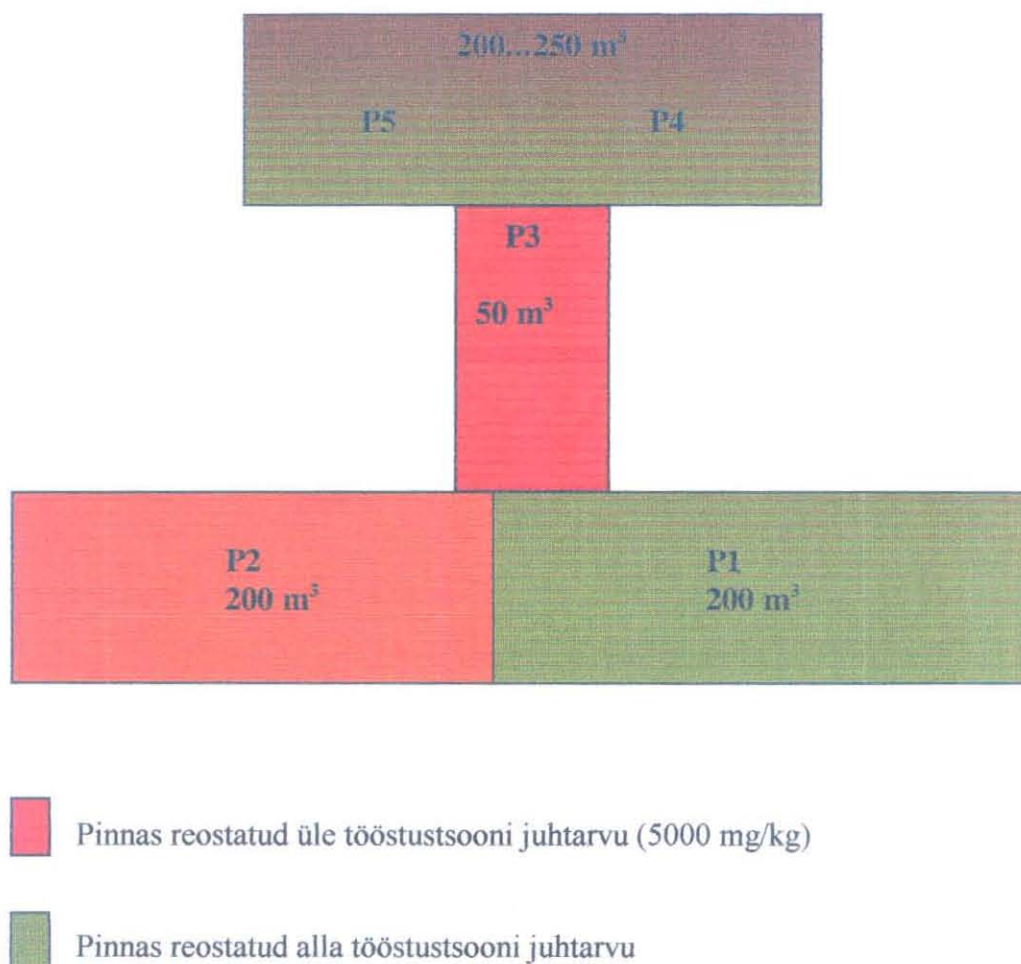 200...250 m³
P5 P4
P3
50 m³
P2
200 m³
P1
200 m³
Pinnas reostatud üle tööstustsooni juhtarvu (5000 mg/kg)
Pinnas reostatud alla tööstustsooni juhtarvu